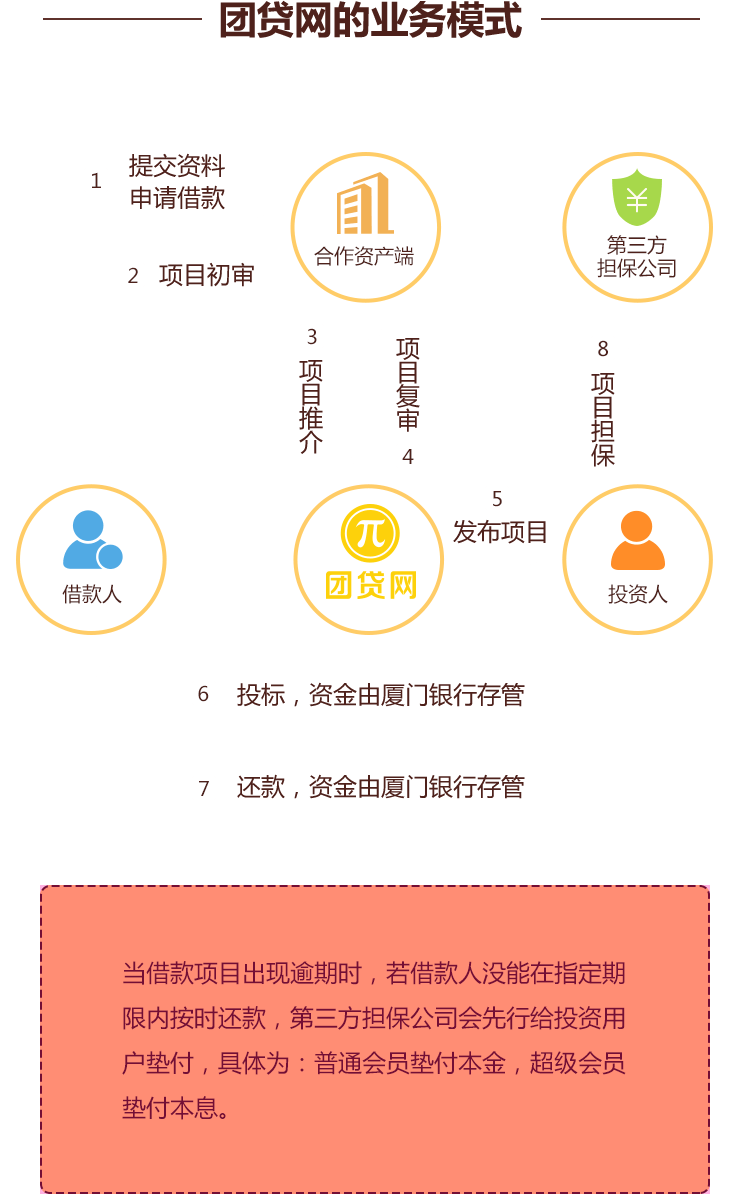 团贷网的业务模式
1
提交资料
申请借款
2 项目初审
合作资产端
第三方
担保公司
3
项目推介
项目复审
4
8
项目担保
5
发布项目
借款人
π
团贷网
投资人
6 投标，资金由厦门银行存管
7 还款，资金由厦门银行存管
当借款项目出现逾期时，若借款人没能在指定期
限内按时还款，第三方担保公司会先行给投资用
户垫付，具体为：普通会员垫付本金，超级会员
垫付本息。